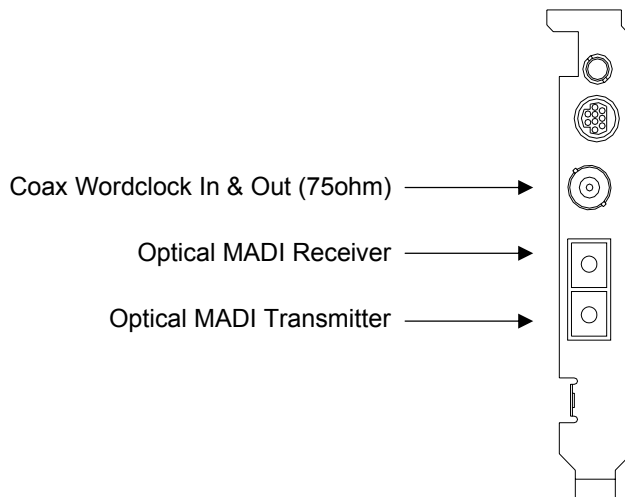 Coax Wordclock In & Out (75ohm)
Optical MADI Receiver
Optical MADI Transmitter